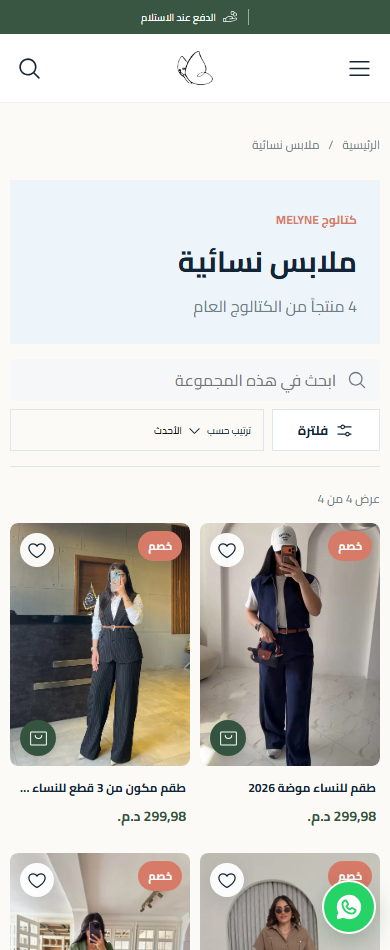 الدفع عند الاستلام
الرئيسية / ملابس نسائية
كتالوج MELYNE
ملابس نسائية
4 منتجاً من الكتالوج العام
ابحث في هذه المجموعة
فلترة
ترتيب حسب الأحدث
عرض 4 من 4
خصم
خصم
طقم للنساء موضة 2026
299,98 د.م.
طقم مكون من 3 قطع للنساء ...
299,98 د.م.
خصم
خصم